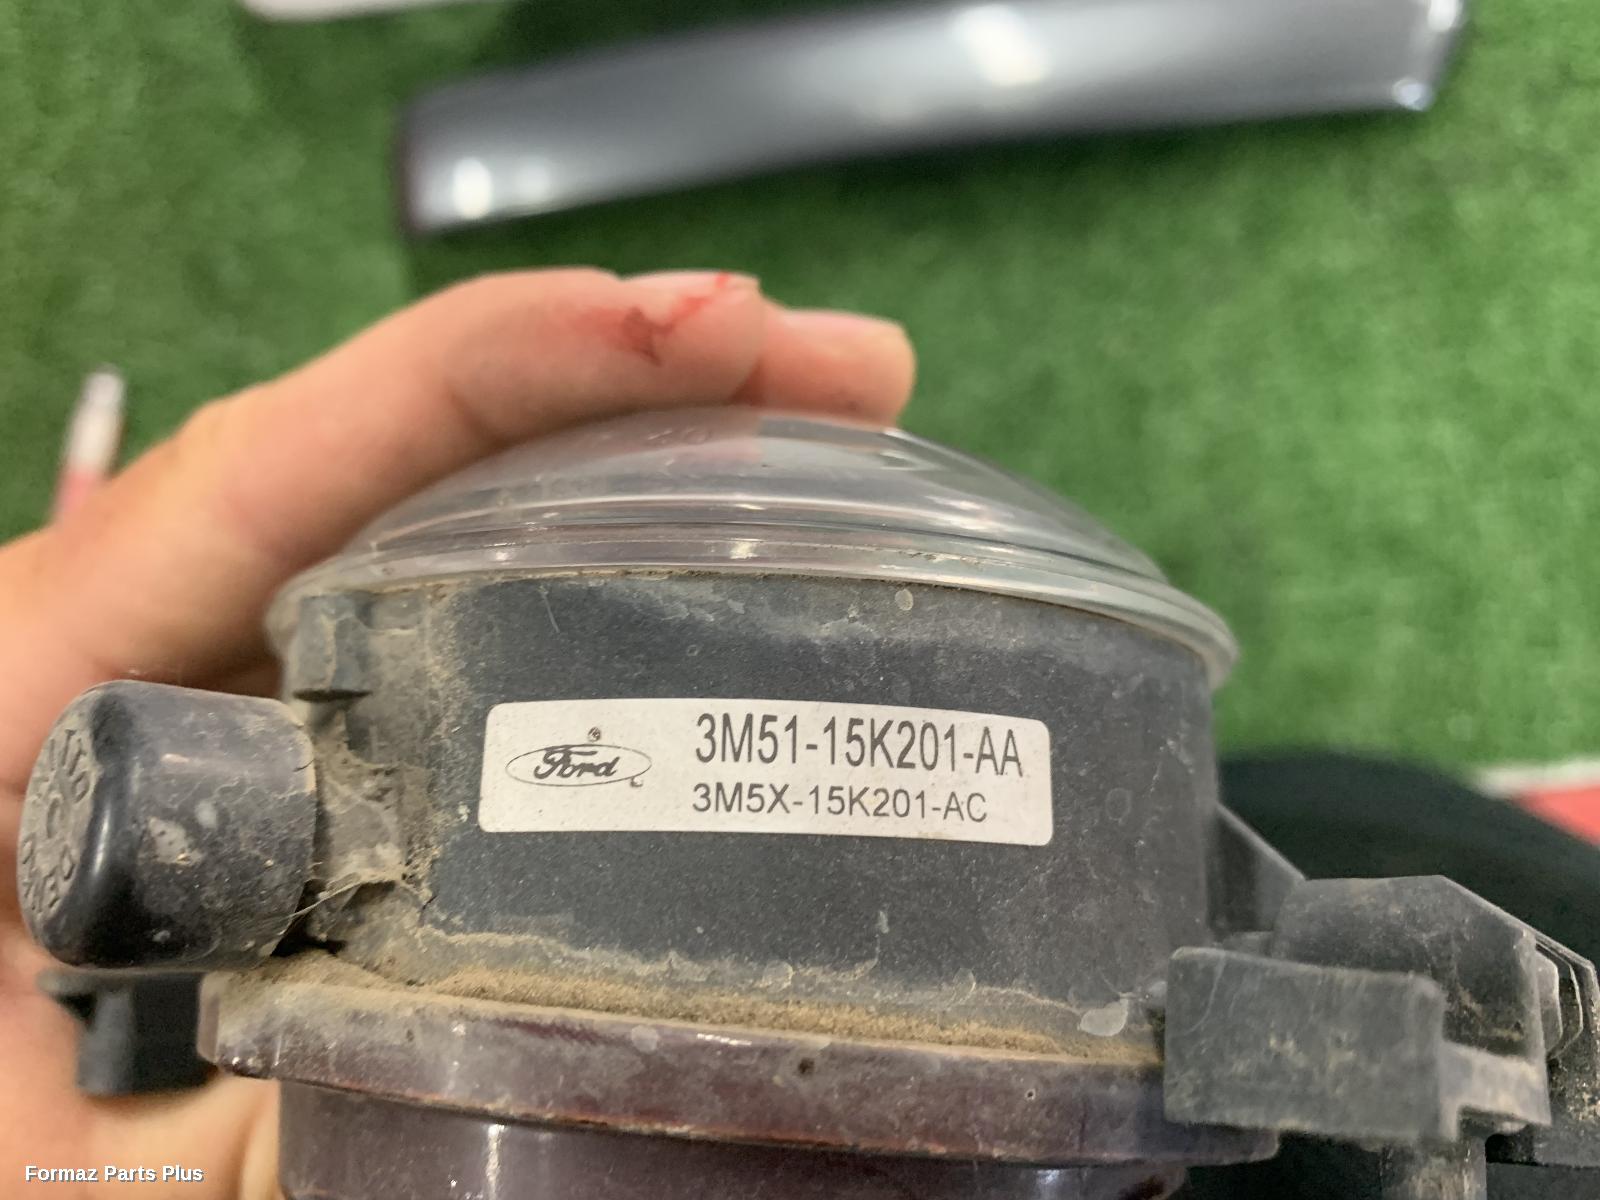 Ford
3M51-15K201-AA
3M5X-15K201-AC
Formaz Parts Plus